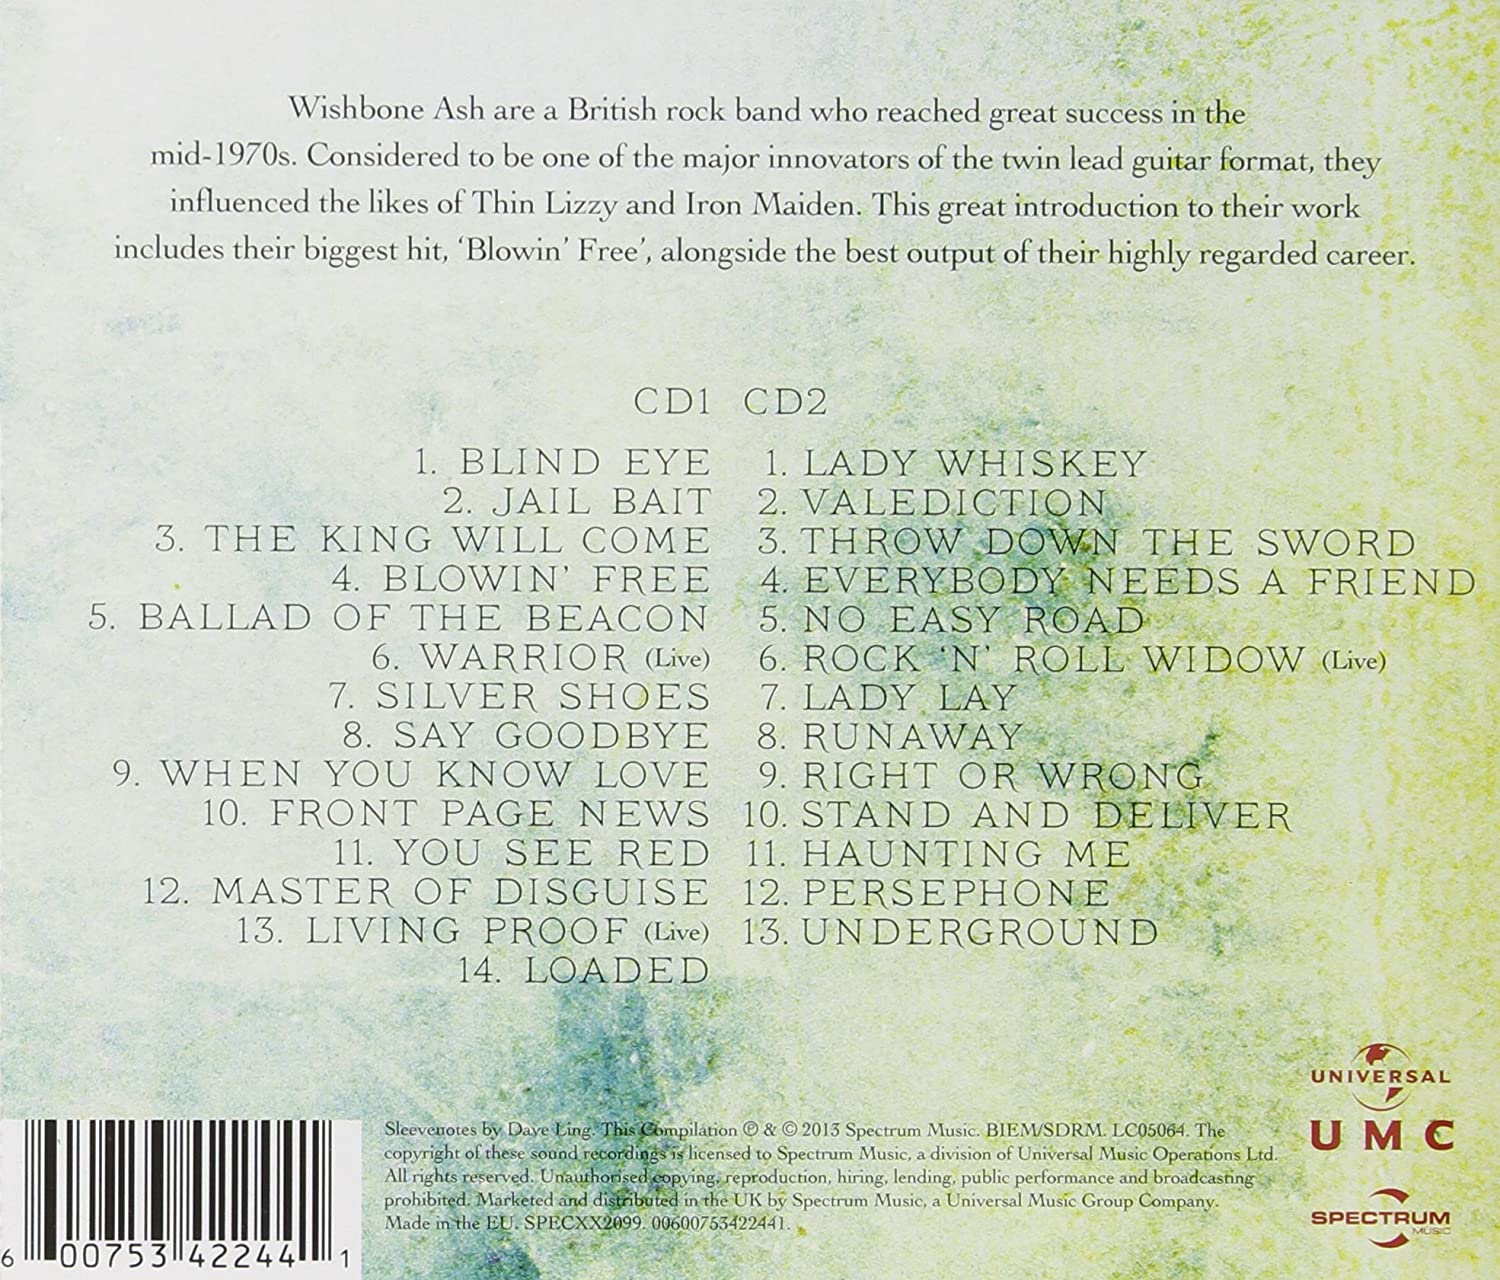 Wishbone Ash are a British rock band who reached great success in the
mid-1970s. Considered to be one of the major innovators of the twin lead guitar format, they
influenced the likes of Thin Lizzy and Iron Maiden. This great introduction to their work
includes their biggest hit, ‘Blowin’ Free’, alongside the best output of their highly regarded career.
CD1
1. BLIND EYE
2. JAIL BAIT
3. THE KING WILL COME
4. BLOWIN’ FREE
5. BALLAD OF THE BEACON
6. WARRIOR (Live)
7. SILVER SHOES
8. SAY GOODBYE
9. WHEN YOU KNOW LOVE
10. FRONT PAGE NEWS
11. YOU SEE RED
12. MASTER OF DISGUISE
13. LIVING PROOF (Live)
14. LOADED
CD2
1. LADY WHISKEY
2. VALEDICTION
3. THROW DOWN THE SWORD
4. EVERYBODY NEEDS A FRIEND
5. NO EASY ROAD
6. ROCK ‘N’ ROLL WIDOW (Live)
7. LADY LAY
8. RUNAWAY
9. RIGHT OR WRONG
10. STAND AND DELIVER
11. HAUNTING ME
12. PERSEPHONE
13. UNDERGROUND
6 00753 42244 1
Sleevenotes by Dave Ling. This Compilation ℗ & © 2013 Spectrum Music. BIEM/SDRM. LC05064. The
copyright of these sound recordings is licensed to Spectrum Music, a division of Universal Music Operations Ltd.
All rights reserved. Unauthorised copying, reproduction, hiring, lending, public performance and broadcasting
prohibited. Marketed and distributed in the UK by Spectrum Music, a Universal Music Group Company.
Made in the EU. SPECXX2099. 00600753422441.
UNIVERSAL
UMC
SPECTRUM
MUSIC